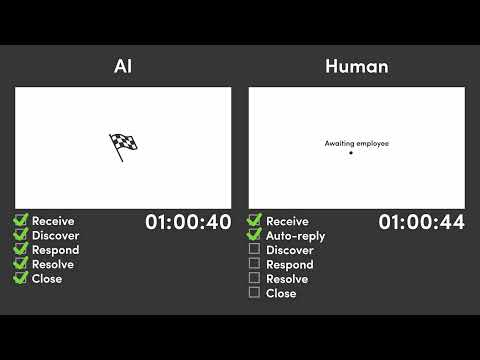 AI
01:00:40
Receive
Discover
Respond
Resolve
Close
Human
Awaiting employee
01:00:44
Receive
Auto-reply
Discover
Respond
Resolve
Close